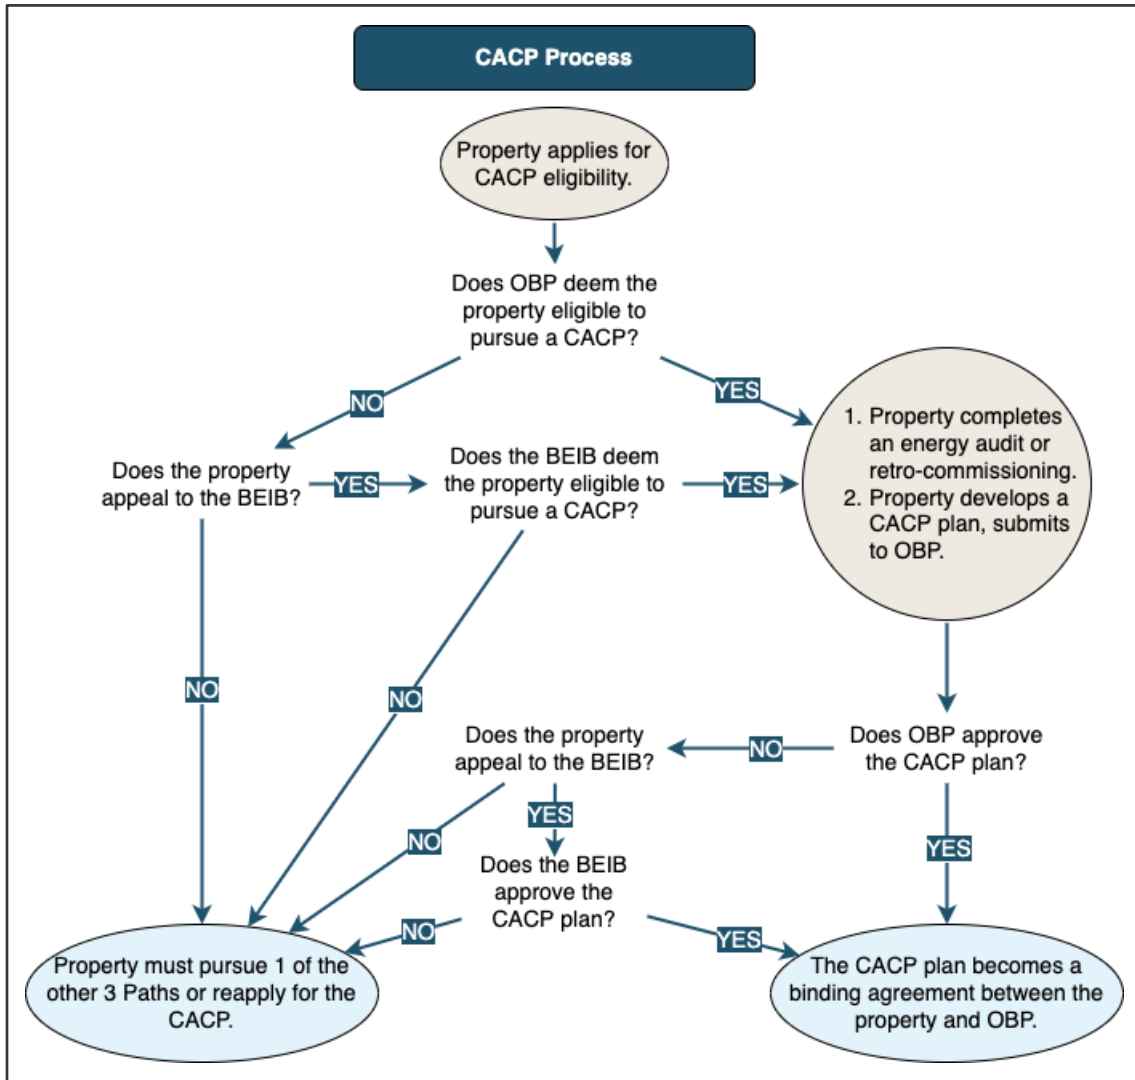 CACP Process
Property applies for
CACP eligibility.
Does OBP deem the
property eligible to
pursue a CACP?
NO
YES
Does the property
appeal to the BEIB?
YES
Does the BEIB deem
the property eligible to
pursue a CACP?
YES
1. Property completes
an energy audit or
retro-commissioning.
2. Property develops a
CACP plan, submits
to OBP.
NO
NO
Does the property
appeal to the BEIB?
NO
Does OBP approve
the CACP plan?
NO
YES
YES
Does the BEIB
approve the
CACP plan?
NO
YES
Property must pursue 1 of the
other 3 Paths or reapply for the
CACP.
The CACP plan becomes a
binding agreement between the
property and OBP.